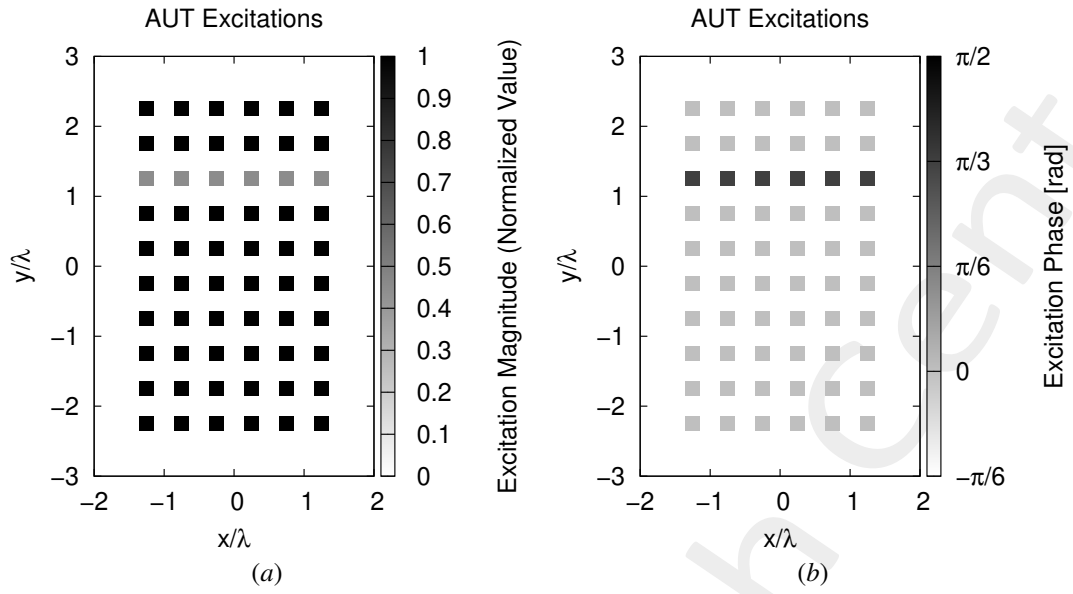 AUT Excitations
3
2
1
0
−1
−2
−3
y/λ
−2 −1 0 1 2
x/λ
1
0.9
0.8
0.7
0.6
0.5
0.4
0.3
0.2
0.1
0
Excitation Magnitude (Normalized Value)
(a)
AUT Excitations
3
2
1
0
−1
−2
−3
y/λ
−2 −1 0 1 2
x/λ
π/2
π/3
π/6
0
−π/6
Excitation Phase [rad]
(b)
h Cent